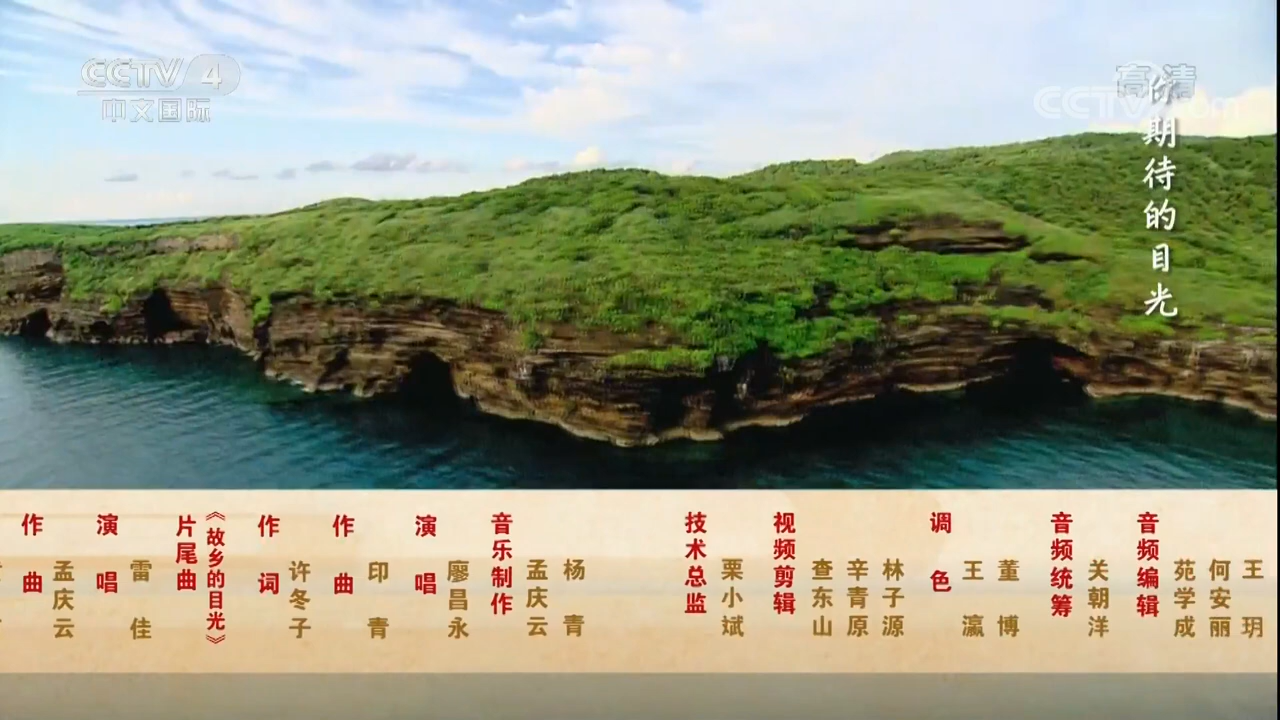 CCTV 4
中文国际
高清
CCTV.com
你期待的目光
作曲
孟庆云
演唱
雷佳
片尾曲
《故乡的目光》
作词
许冬子
作曲
印青
演唱
廖昌永
音乐制作
孟庆云
杨青
技术总监
栗小斌
视频剪辑
查东山
辛青原
林子源
调色
王瀛
董博
音频统筹
关朝洋
音频编辑
苑学成
何安丽
王玥